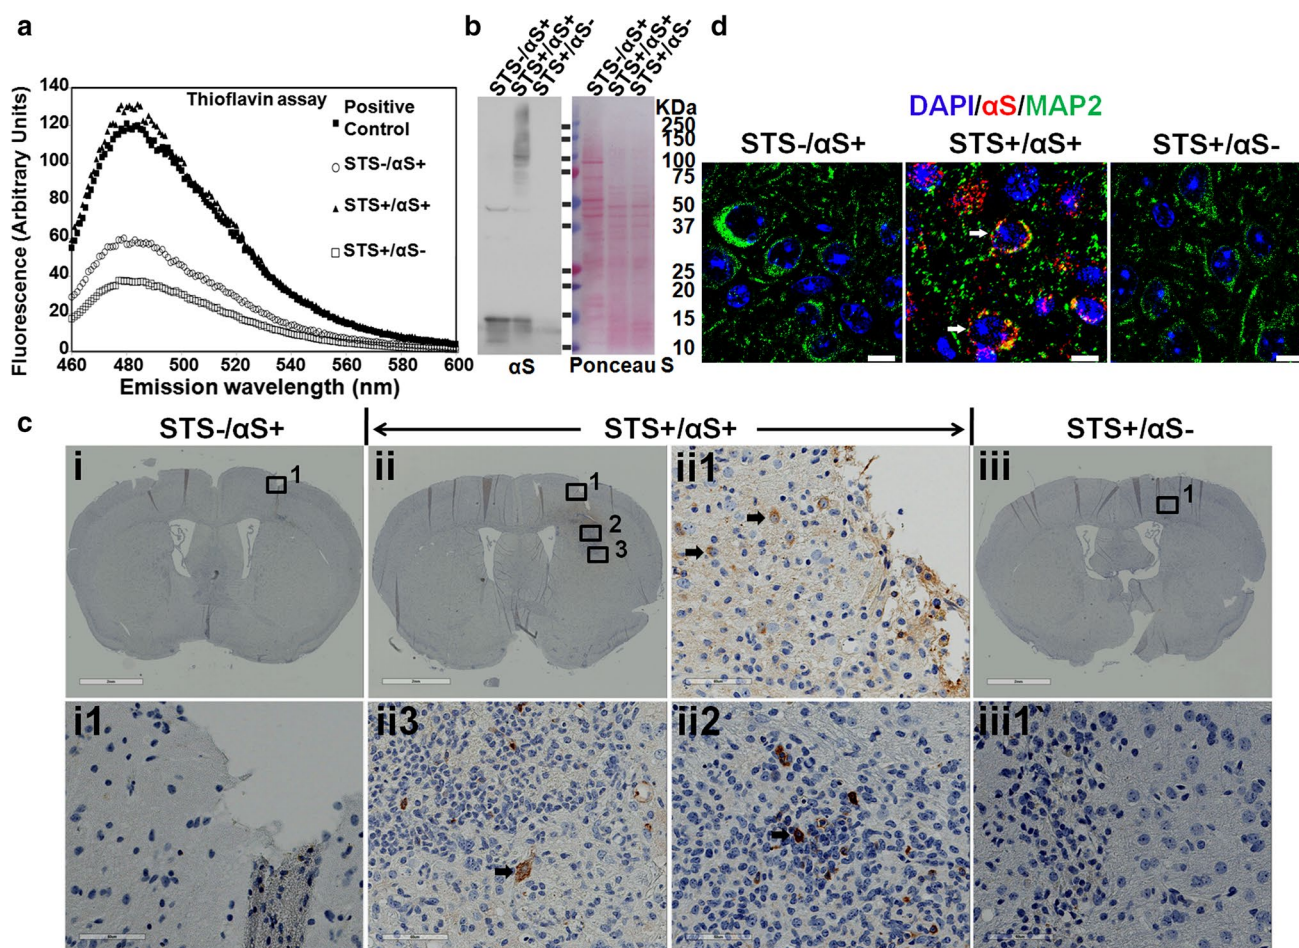 a
Fluorescence (Arbitrary Units)
140
120
100
80
60
40
20
0
460 480 500 520 540 560 580 600
Emission wavelength (nm)
Thioflavin assay
Positive
Control
STS-/αS+
STS+/αS+
STS+/αS-
b
STS-/αS+
STS+/αS+
STS+/αS-
STS-/αS+
STS+/αS+
STS+/αS-
KDa
250
150
100
75
50
37
25
20
15
10
αS
Ponceau S
d
DAPI/αS/MAP2
STS-/αS+ STS+/αS+ STS+/αS-
c
STS-/αS+ STS+/αS+ STS+/αS-
i
1
ii
1
2
3
ii1
iii
1
i1
ii3
ii2
iii1